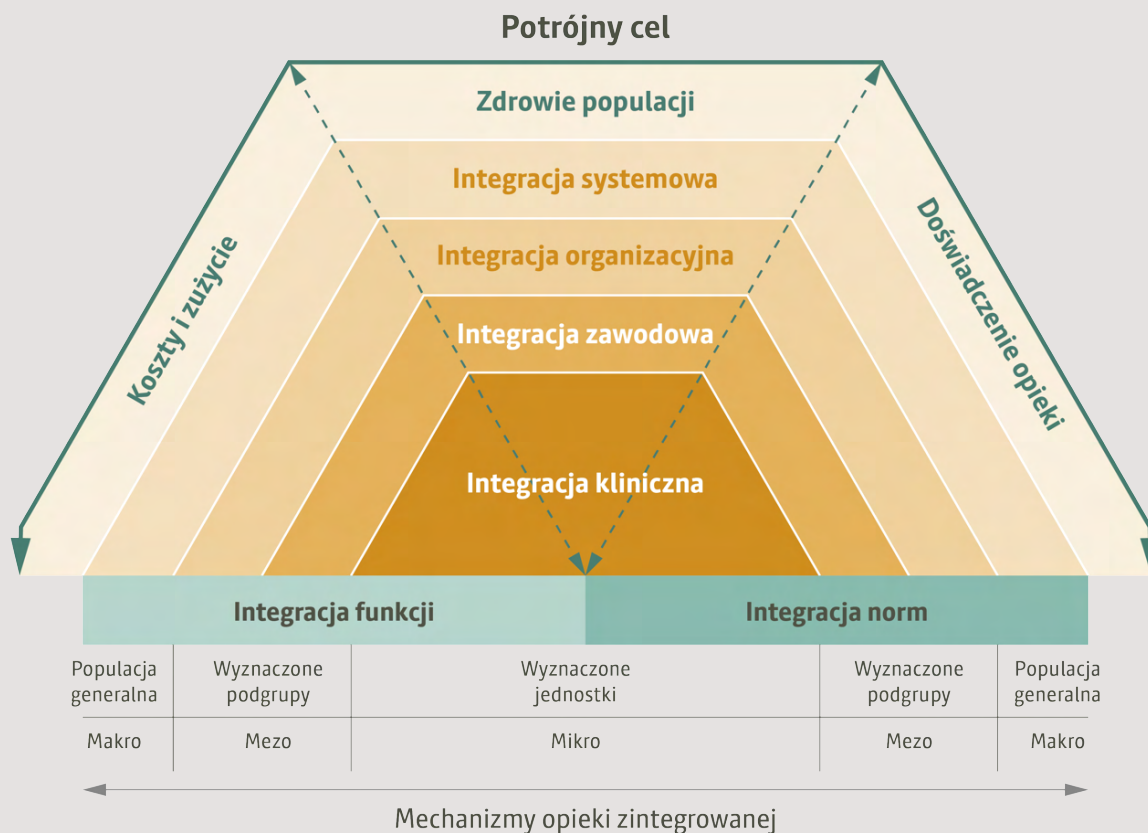 Potrójny cel
Zdrowie populacji
Integracja systemowa
Integracja organizacyjna
Integracja zawodowa
Integracja kliniczna
Koszty i zużycie
Doświadczenie opieki
Integracja funkcji
Integracja norm
Populacja
generalna
Wyznaczone
podgrupy
Wyznaczone
jednostki
Wyznaczone
podgrupy
Populacja
generalna
Makro
Mezo
Mikro
Mezo
Makro
Mechanizmy opieki zintegrowanej